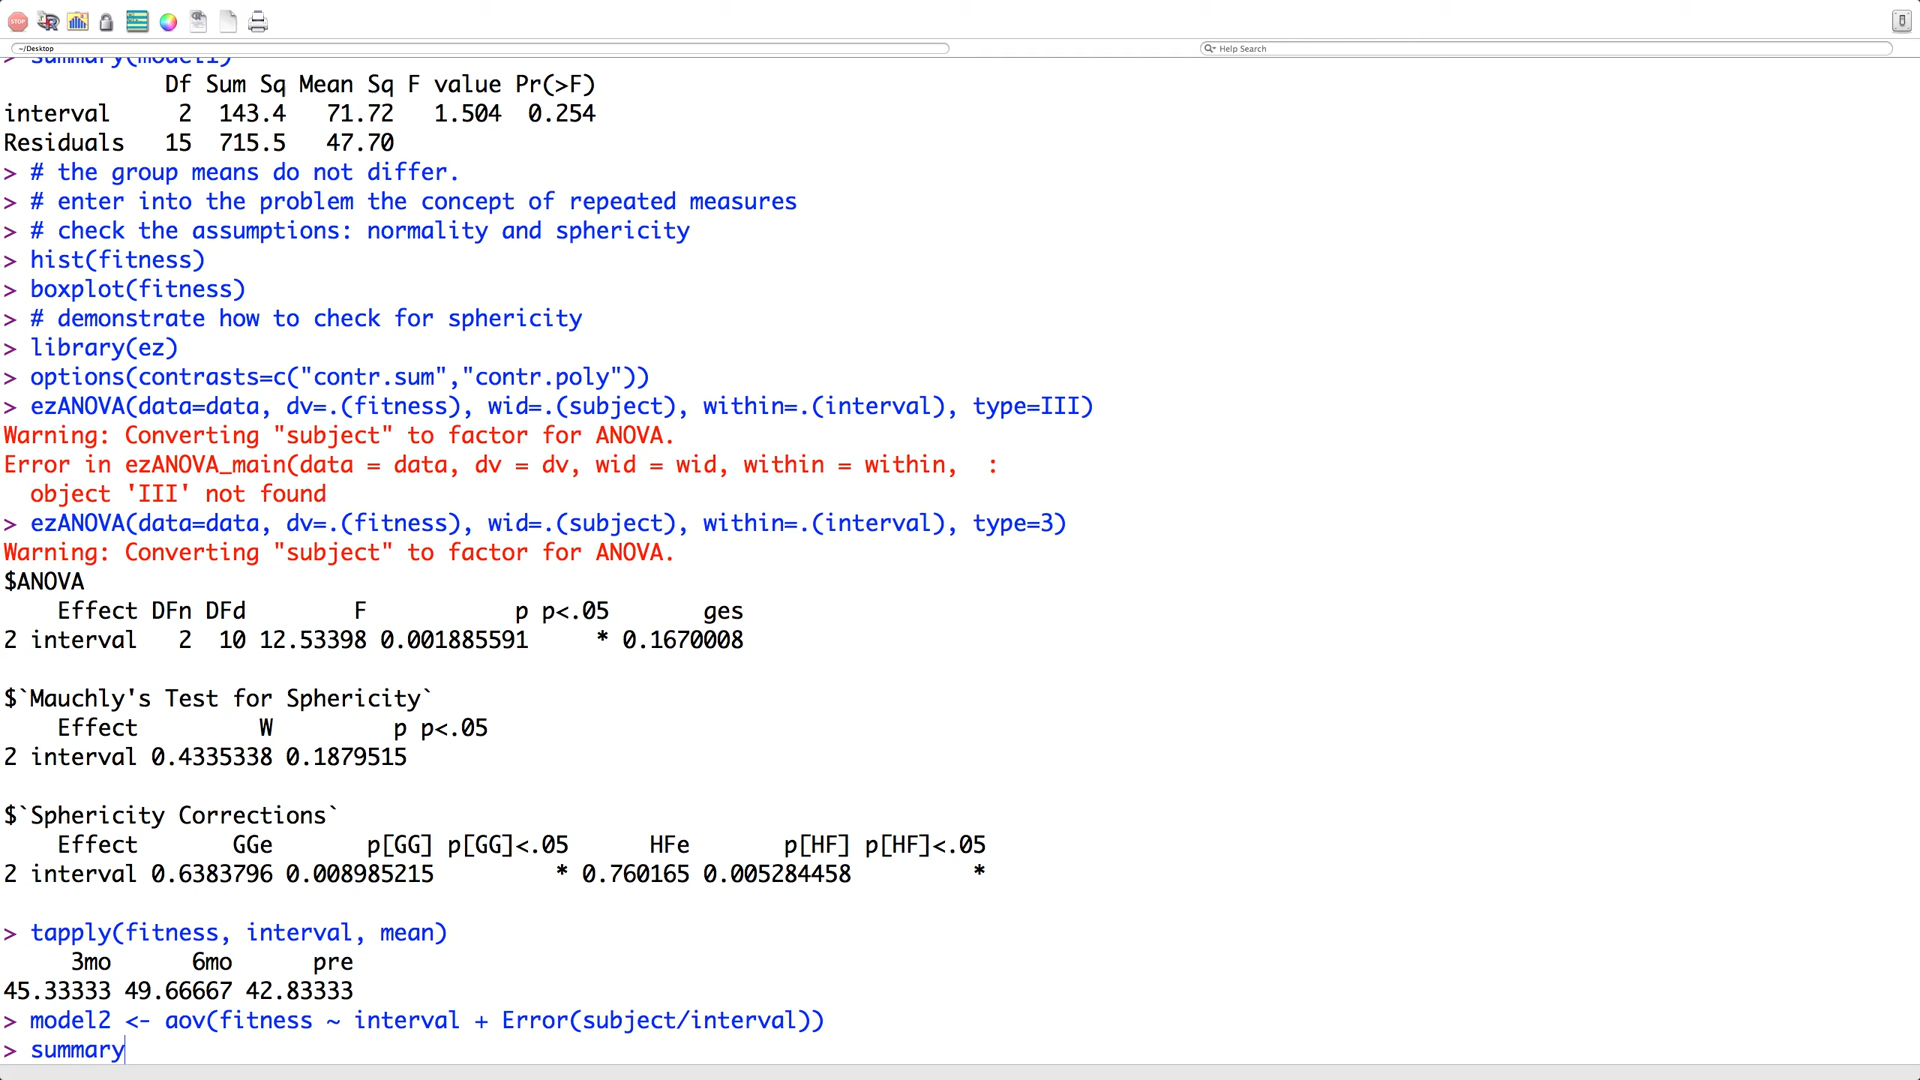 STOP
~/Desktop
Help Search
> summary(model1)
Df Sum Sq Mean Sq F value Pr(>F)
interval 2 143.4 71.72 1.504 0.254
Residuals 15 715.5 47.70
> # the group means do not differ.
> # enter into the problem the concept of repeated measures
> # check the assumptions: normality and sphericity
> hist(fitness)
> boxplot(fitness)
> # demonstrate how to check for sphericity
> library(ez)
> options(contrasts=c("contr.sum","contr.poly"))
> ezANOVA(data=data, dv=.(fitness), wid=.(subject), within=.(interval), type=III)
Warning: Converting "subject" to factor for ANOVA.
Error in ezANOVA_main(data = data, dv = dv, wid = wid, within = within, :
object 'III' not found
> ezANOVA(data=data, dv=.(fitness), wid=.(subject), within=.(interval), type=3)
Warning: Converting "subject" to factor for ANOVA.
$ANOVA
Effect DFn DFd F p p<.05 ges
2 interval 2 10 12.53398 0.001885591 * 0.1670008
$`Mauchly's Test for Sphericity`
Effect W p p<.05
2 interval 0.4335338 0.1879515
$`Sphericity Corrections`
Effect GGe p[GG] p[GG]<.05 HFe p[HF] p[HF]<.05
2 interval 0.6383796 0.008985215 * 0.760165 0.005284458 *
> tapply(fitness, interval, mean)
3mo 6mo pre
45.33333 49.66667 42.83333
> model2 <- aov(fitness ~ interval + Error(subject/interval))
> summary